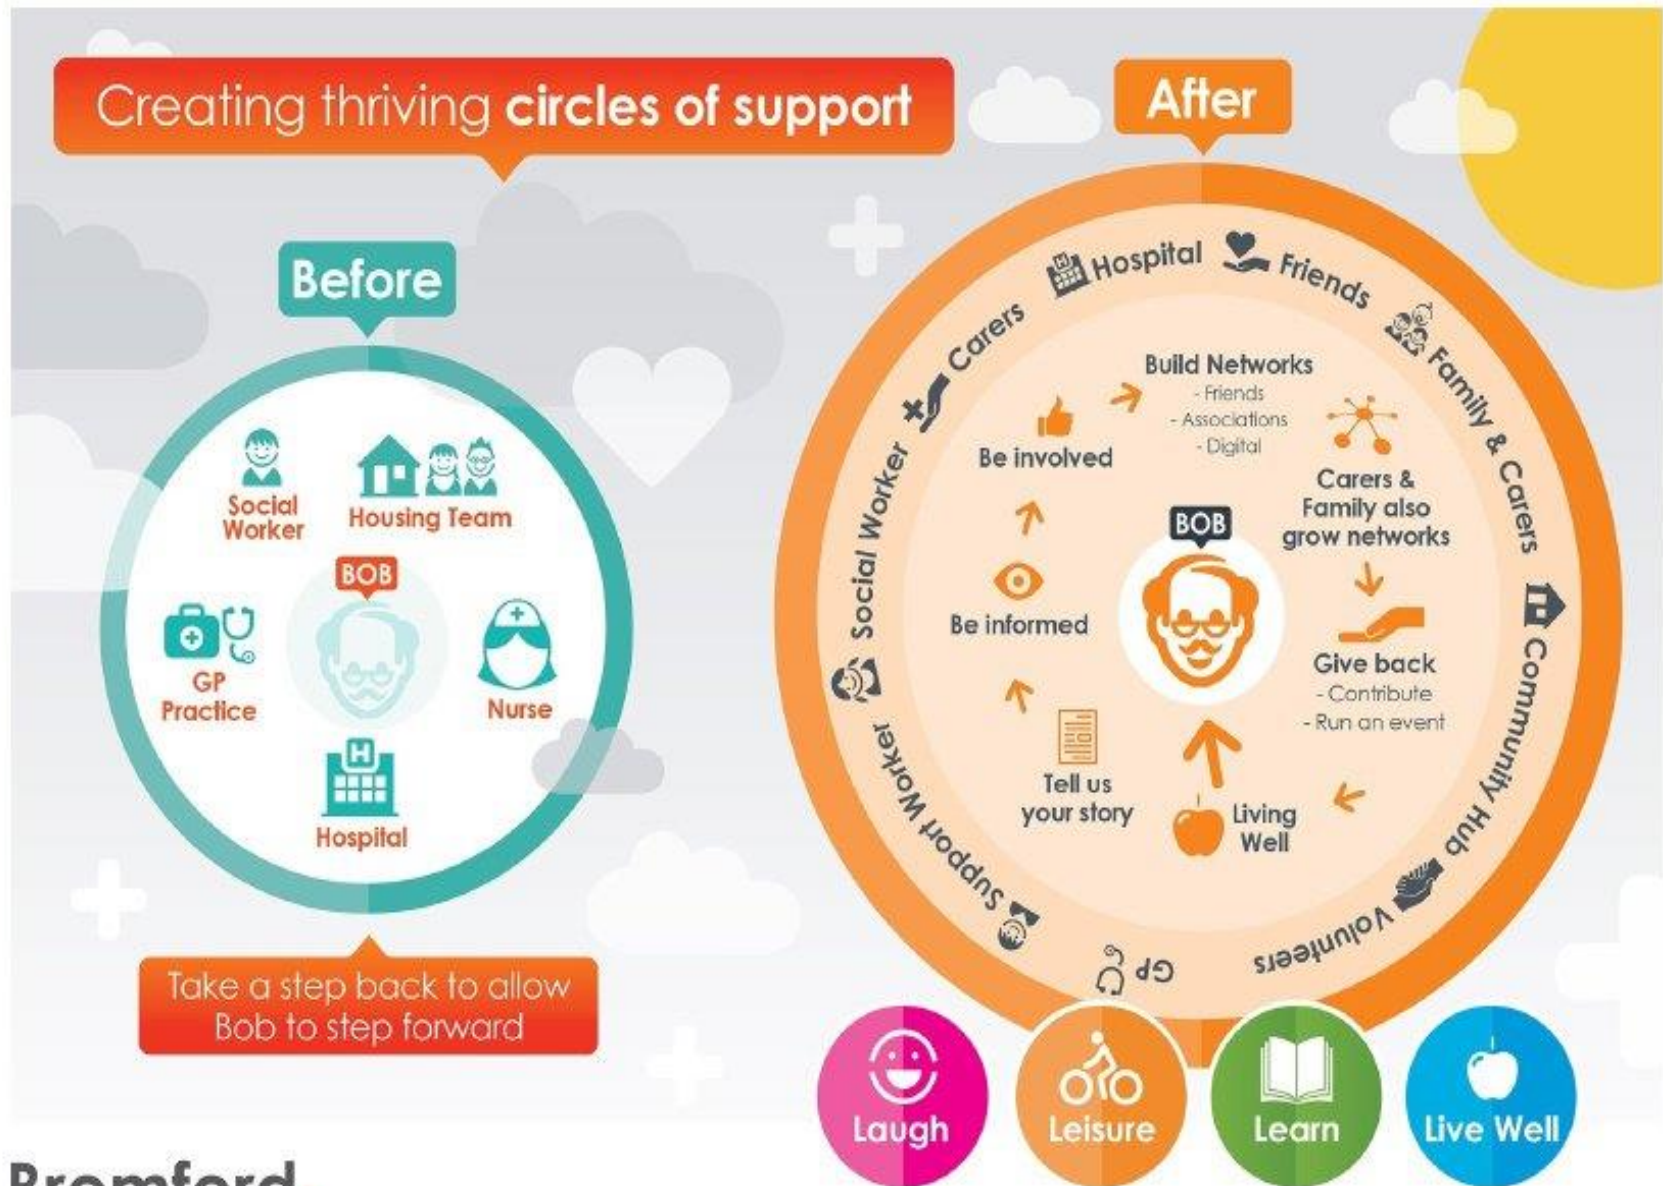 Creating thriving circles of support
Before
Social
Worker
Housing Team
BOB
GP
Practice
Nurse
H
Hospital
Take a step back to allow
Bob to step forward
After
Hospital
Friends
Family & Carers
Community Hub
Volunteers
GP
Support Worker
Social Worker
Carers
Build Networks
- Friends
- Associations
- Digital
Carers &
Family also
grow networks
Give back
- Contribute
- Run an event
Living
Well
Tell us
your story
Be informed
Be involved
BOB
Laugh
Leisure
Learn
Live Well
Bromford